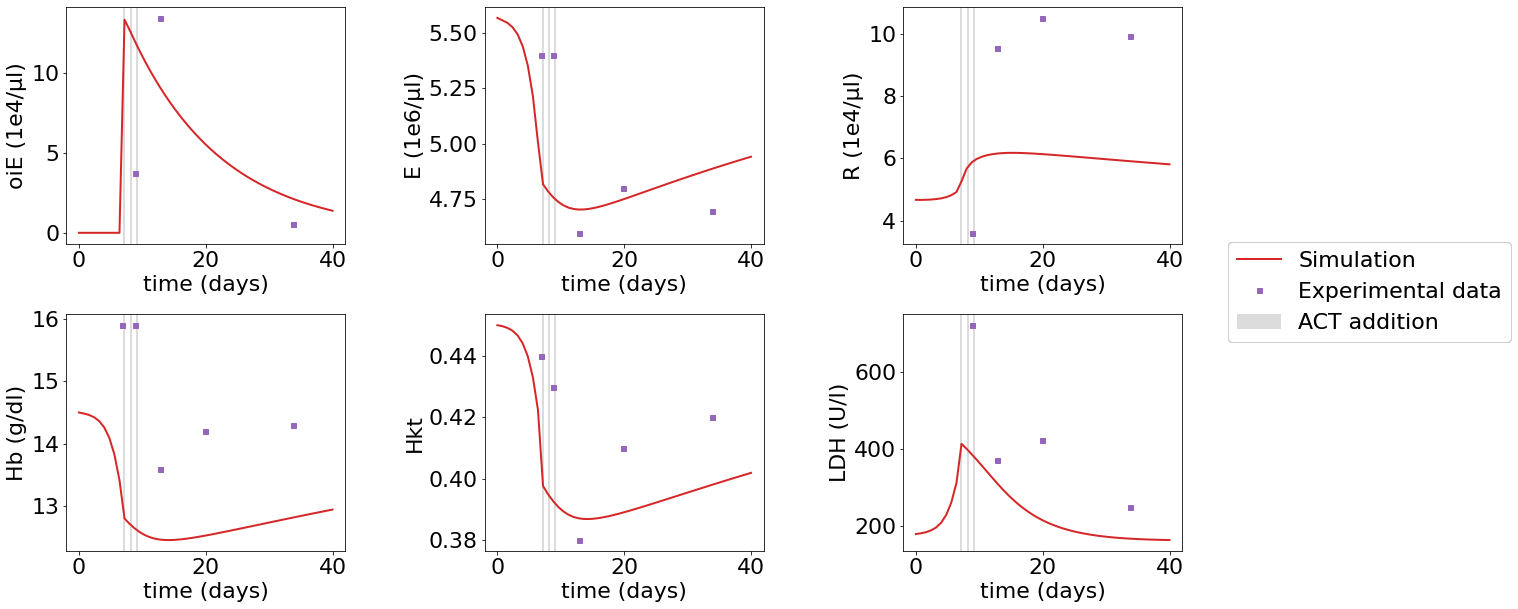 oiE (1e4/µl)
10
5
0
0 20 40
time (days)
E (1e6/µl)
5.50
5.25
5.00
4.75
0 20 40
time (days)
R (1e4/µl)
10
8
6
4
0 20 40
time (days)
Simulation
Experimental data
ACT addition
Hb (g/dl)
16
15
14
13
0 20 40
time (days)
Hkt
0.44
0.42
0.40
0.38
0 20 40
time (days)
LDH (U/l)
600
400
200
0 20 40
time (days)